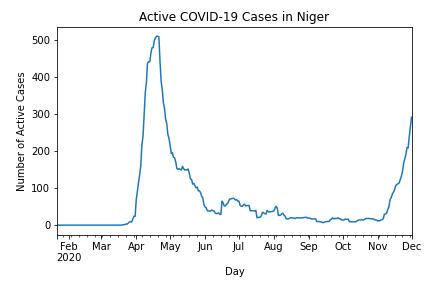 Active COVID-19 Cases in Niger
500
400
300
200
100
0
Number of Active Cases
Feb Mar Apr May Jun Jul Aug Sep Oct Nov Dec
2020
Day